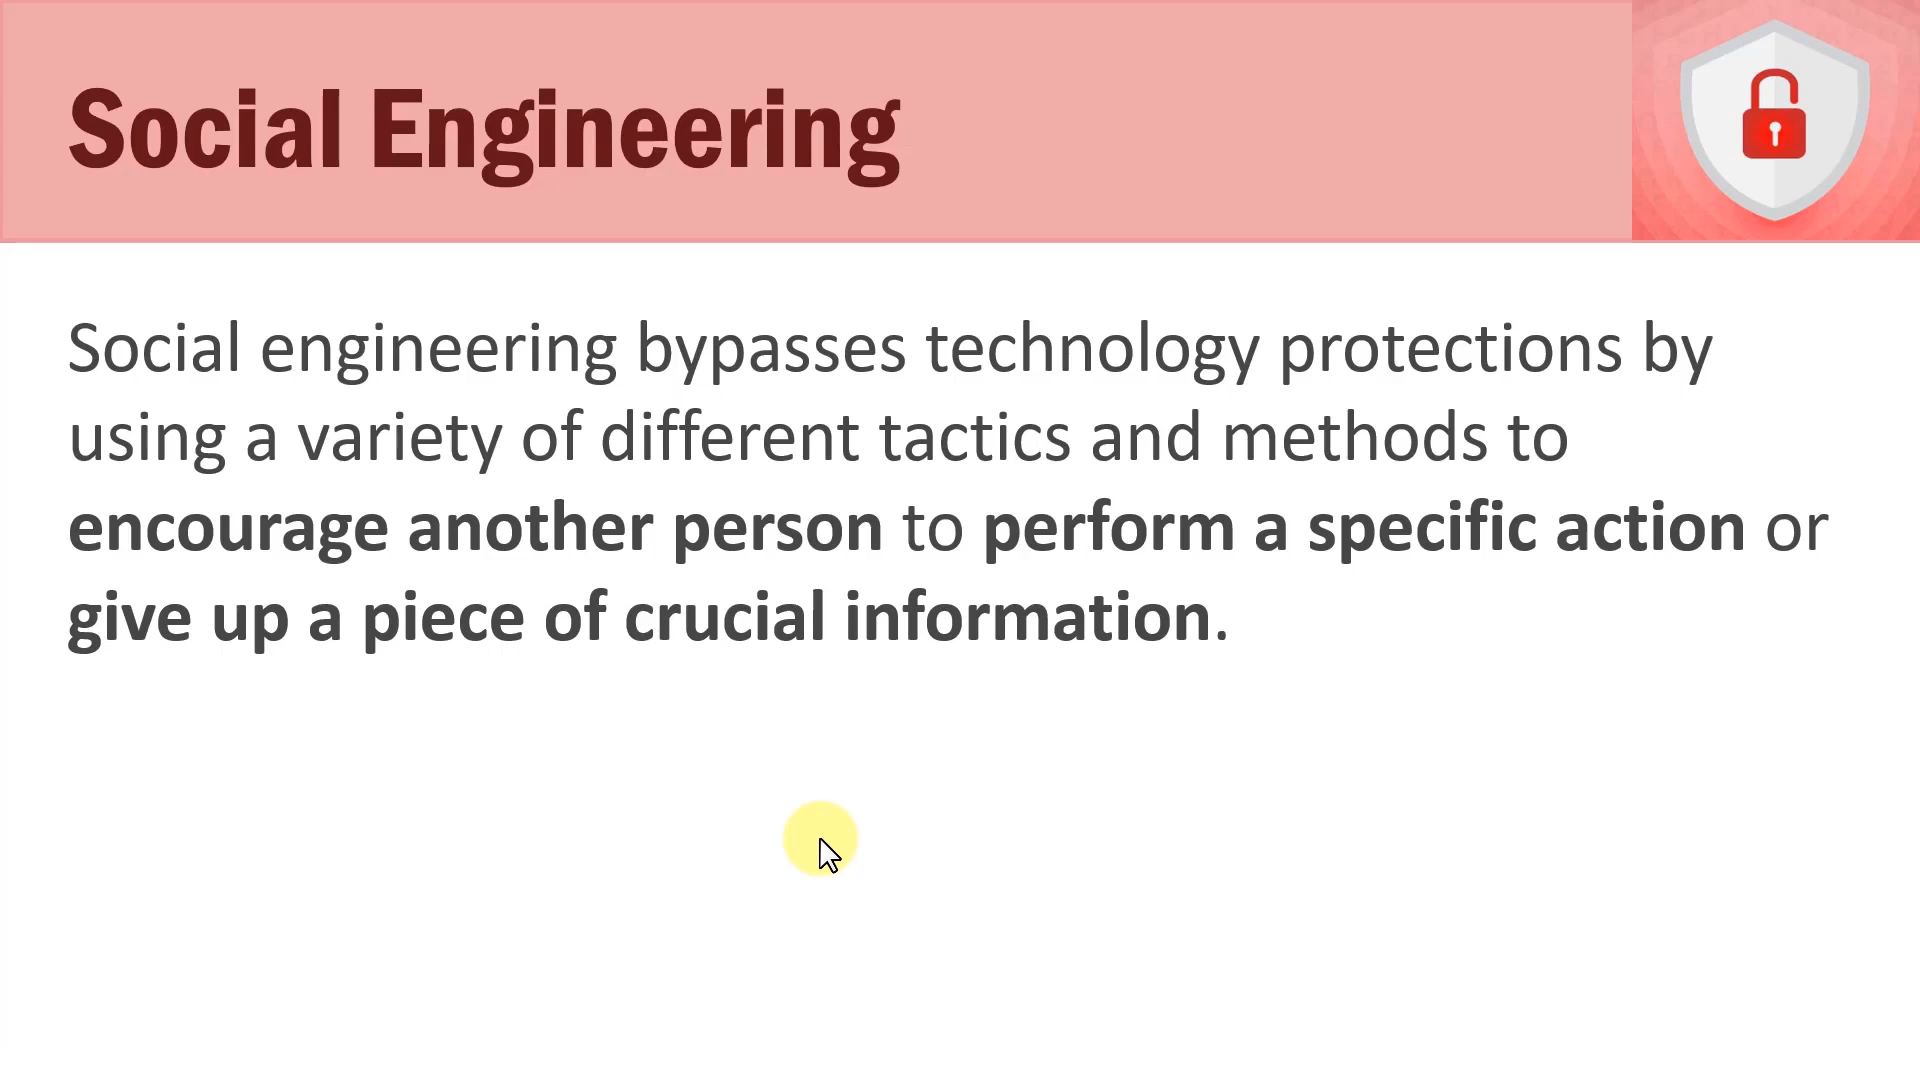 Social Engineering
Social engineering bypasses technology protections by
using a variety of different tactics and methods to
encourage another person to perform a specific action or
give up a piece of crucial information.